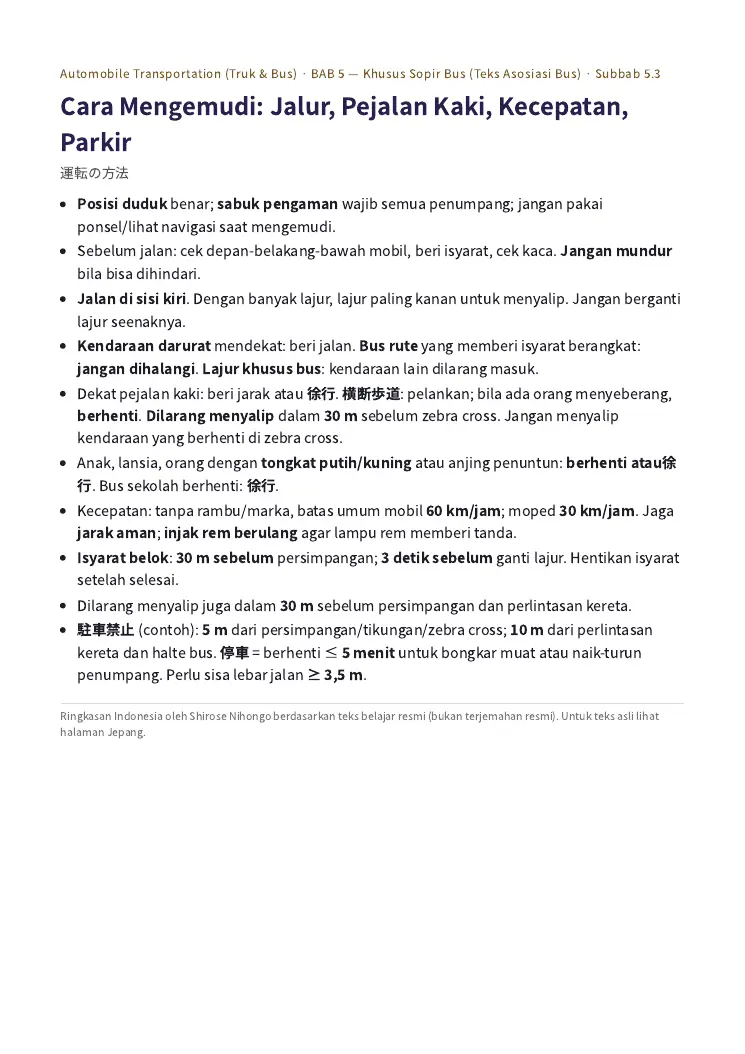 Automobile Transportation (Truk & Bus) · BAB 5 — Khusus Sopir Bus (Teks Asosiasi Bus) · Subbab 5.3
Cara Mengemudi: Jalur, Pejalan Kaki, Kecepatan,
Parkir
運転の方法
• Posisi duduk benar; sabuk pengaman wajib semua penumpang; jangan pakai
ponsel/lihat navigasi saat mengemudi.
• Sebelum jalan: cek depan-belakang-bawah mobil, beri isyarat, cek kaca. Jangan mundur
bila bisa dihindari.
• Jalan di sisi kiri. Dengan banyak lajur, lajur paling kanan untuk menyalip. Jangan berganti
lajur seenaknya.
• Kendaraan darurat mendekat: beri jalan. Bus rute yang memberi isyarat berangkat:
jangan dihalangi. Lajur khusus bus: kendaraan lain dilarang masuk.
• Dekat pejalan kaki: beri jarak atau 徐行. 横断歩道: pelankan; bila ada orang menyeberang,
berhenti. Dilarang menyalip dalam 30 m sebelum zebra cross. Jangan menyalip
kendaraan yang berhenti di zebra cross.
• Anak, lansia, orang dengan tongkat putih/kuning atau anjing penuntun: berhenti atau徐
行. Bus sekolah berhenti: 徐行.
• Kecepatan: tanpa rambu/marka, batas umum mobil 60 km/jam; moped 30 km/jam. Jaga
jarak aman; injak rem berulang agar lampu rem memberi tanda.
• Isyarat belok: 30 m sebelum persimpangan; 3 detik sebelum ganti lajur. Hentikan isyarat
setelah selesai.
• Dilarang menyalip juga dalam 30 m sebelum persimpangan dan perlintasan kereta.
• 駐車禁止 (contoh): 5 m dari persimpangan/tikungan/zebra cross; 10 m dari perlintasan
kereta dan halte bus. 停車 = berhenti ≤ 5 menit untuk bongkar muat atau naik-turun
penumpang. Perlu sisa lebar jalan ≥ 3,5 m.
Ringkasan Indonesia oleh Shirose Nihongo berdasarkan teks belajar resmi (bukan terjemahan resmi). Untuk teks asli lihat
halaman Jepang.